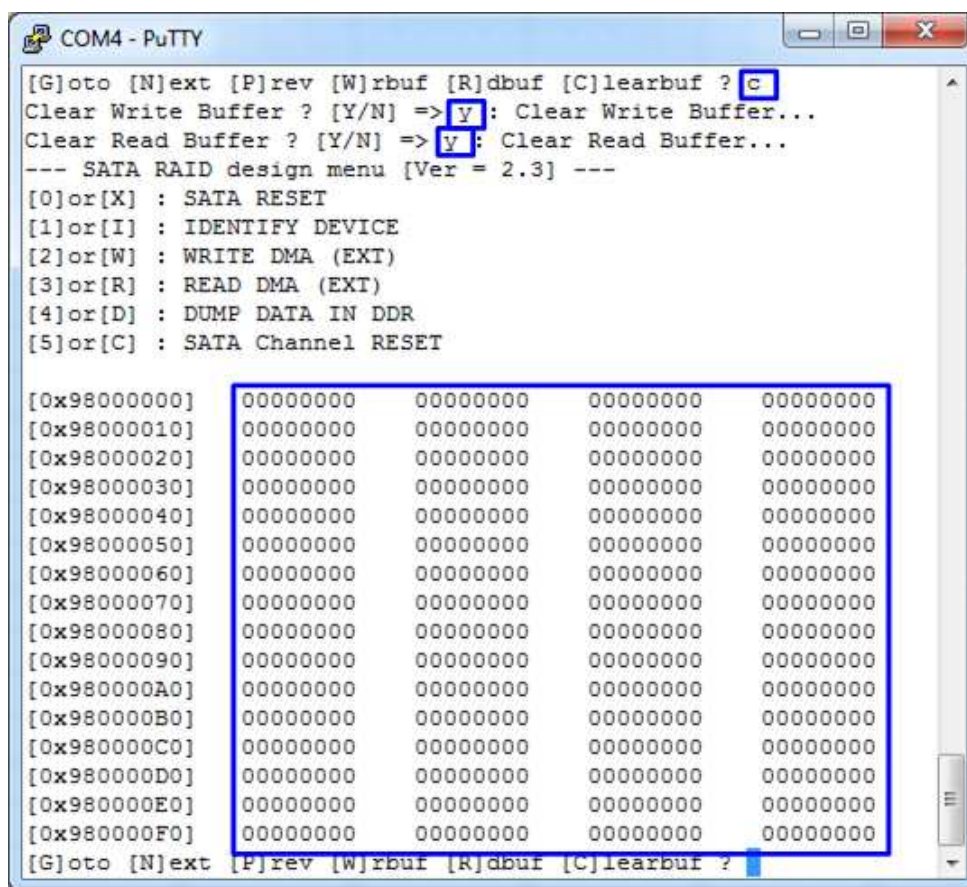 COM4 - PuTTY
[G]oto [N]ext [P]rev [W]rbuf [R]dbuf [C]learbuf ? c
Clear Write Buffer ? [Y/N] => y : Clear Write Buffer...
Clear Read Buffer ? [Y/N] => y : Clear Read Buffer...
--- SATA RAID design menu [Ver = 2.3] ---
[0]or[X] : SATA RESET
[1]or[I] : IDENTIFY DEVICE
[2]or[W] : WRITE DMA (EXT)
[3]or[R] : READ DMA (EXT)
[4]or[D] : DUMP DATA IN DDR
[5]or[C] : SATA Channel RESET
[0x98000000] 00000000 00000000 00000000 00000000
[0x98000010] 00000000 00000000 00000000 00000000
[0x98000020] 00000000 00000000 00000000 00000000
[0x98000030] 00000000 00000000 00000000 00000000
[0x98000040] 00000000 00000000 00000000 00000000
[0x98000050] 00000000 00000000 00000000 00000000
[0x98000060] 00000000 00000000 00000000 00000000
[0x98000070] 00000000 00000000 00000000 00000000
[0x98000080] 00000000 00000000 00000000 00000000
[0x98000090] 00000000 00000000 00000000 00000000
[0x980000A0] 00000000 00000000 00000000 00000000
[0x980000B0] 00000000 00000000 00000000 00000000
[0x980000C0] 00000000 00000000 00000000 00000000
[0x980000D0] 00000000 00000000 00000000 00000000
[0x980000E0] 00000000 00000000 00000000 00000000
[0x980000F0] 00000000 00000000 00000000 00000000
[G]oto [N]ext [P]rev [W]rbuf [R]dbuf [C]learbuf ?